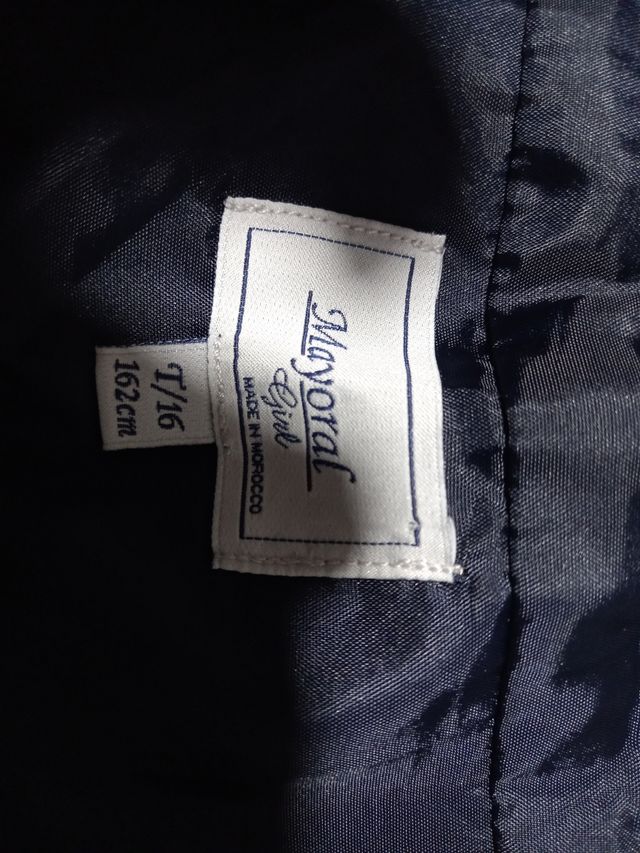 Mayoral
Girl
MADE IN MOROCCO
T/16
162cm